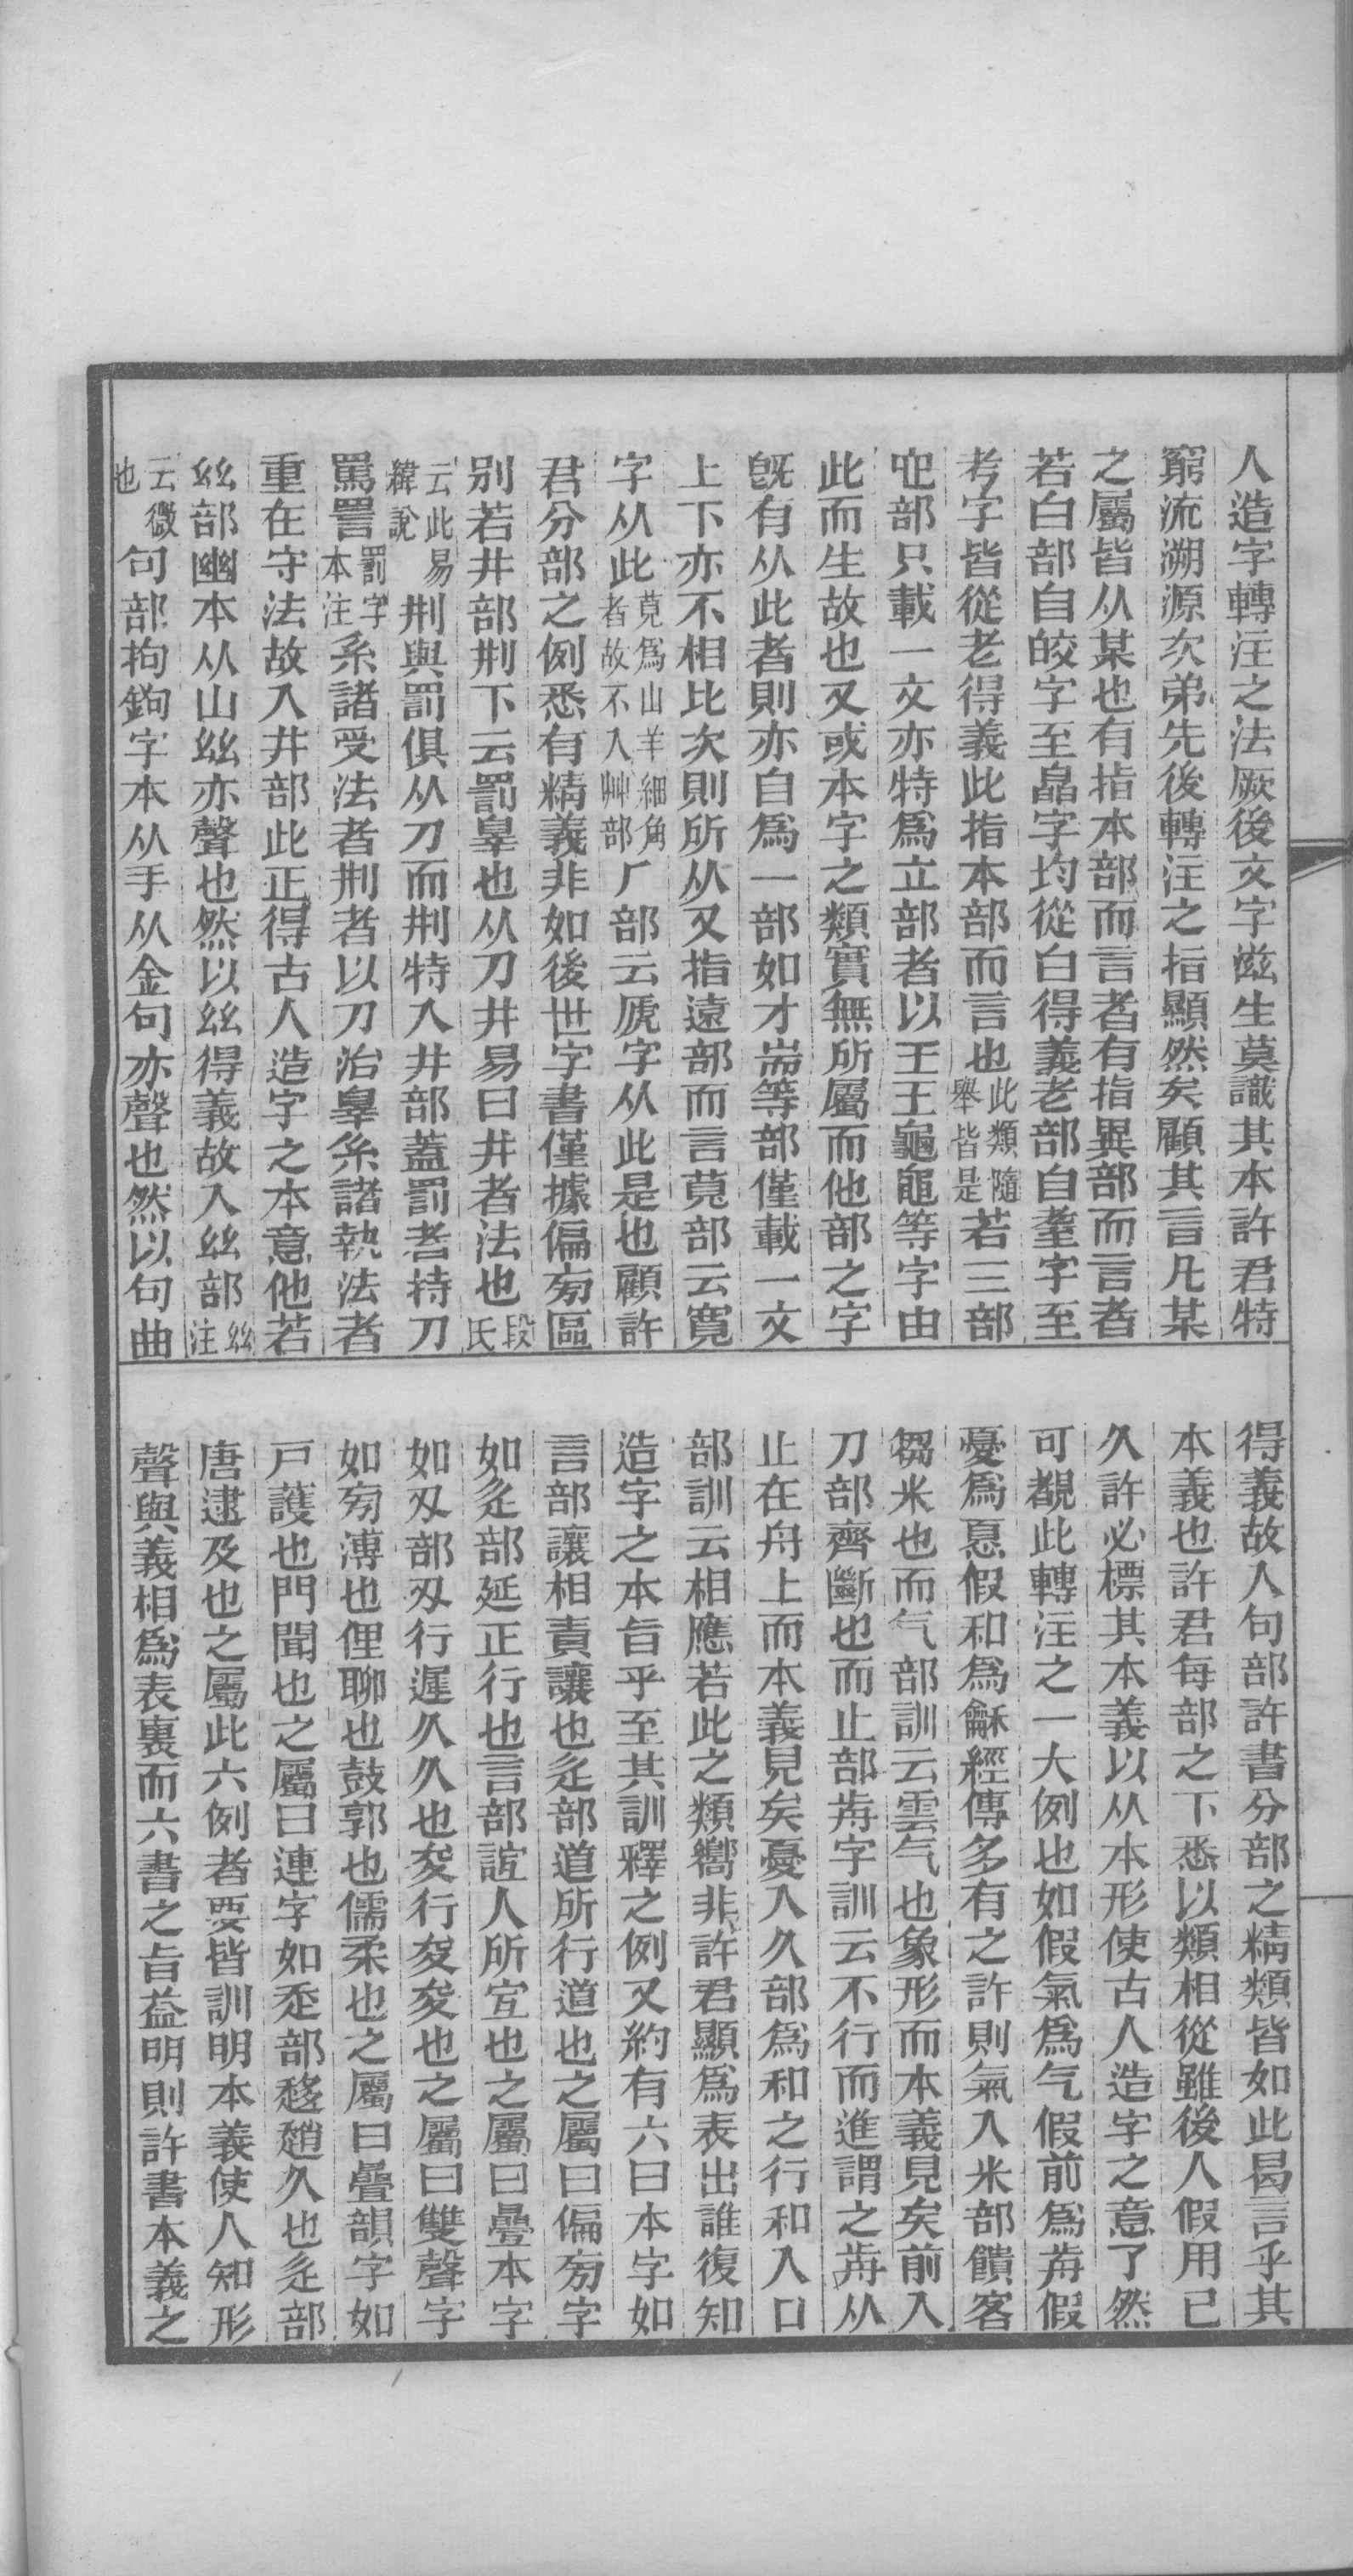 人造字轉注之法厥後文字滋生莫識其本許君特
窮流溯源次弟先後轉注之指顯然矣顧其言凡某
之屬皆从某也有指本部而言者有指異部而言者
若白部自皎字至皛字均從白得義老部自耋字至
考字皆從老得義此指本部而言也此類隨舉皆是若三部
部只載一文亦特爲立部者以王玉龜黽等字由
此而生故也又或本字之類實無所屬而他部之字
旣有从此者則亦自爲一部如才耑等部僅載一文
上下亦不相比次則所从又指遠部而言萈部云寬
字从此萈爲山羊細角者故不入艸部厂部云虒字从此是也顧許
君分部之例悉有精義非如後世字書僅據偏旁區
別若井部荆下云罰辠也从刀井易曰井者法也段氏
云此易緯說荆與罰俱从刀而荆特入井部蓋罰者持刀
罵詈罰字本注系諸受法者荆者以刀治辠系諸執法者
重在守法故入井部此正得古人造字之本意他若
𢆶部幽本从山𢆶亦聲也然以𢆶得義故入𢆶部𢆶注
云微也句部拘鉤字本从手从金句亦聲也然以句曲
得義故入句部許書分部之精類皆如此曷言乎其
本義也許君每部之下悉以類相從雖後人假用已
久許必標其本義以从本形使古人造字之意了然
可覩此轉注之一大例也如假氣爲气假前爲歬假
憂爲惪假和爲龢經傳多有之許則氣入米部饋客
芻米也而气部訓云雲气也象形而本義見矣前入
刀部齊斷也而止部歬字訓云不行而進謂之歬从
止在舟上而本義見矣憂入夊部爲和之行和入口
部訓云相應若此之類嚮非許君顯爲表出誰復知
造字之本旨乎至其訓釋之例又約有六曰本字如
言部讓相責讓也辵部道所行道也之屬曰偏旁字
如辵部延正行也言部誼人所宜也之屬曰疊本字
如夊部夊行遲夊夊也夋行夋夋也之屬曰雙聲字
如旁溥也俚聊也鼓郭也儒柔也之屬曰疊韻字如
戸護也門聞也之屬曰連字如走部趍趙久也辵部
唐逮及也之屬此六例者要皆訓明本義使人知形
聲與義相爲表裏而六書之旨益明則許書本義之